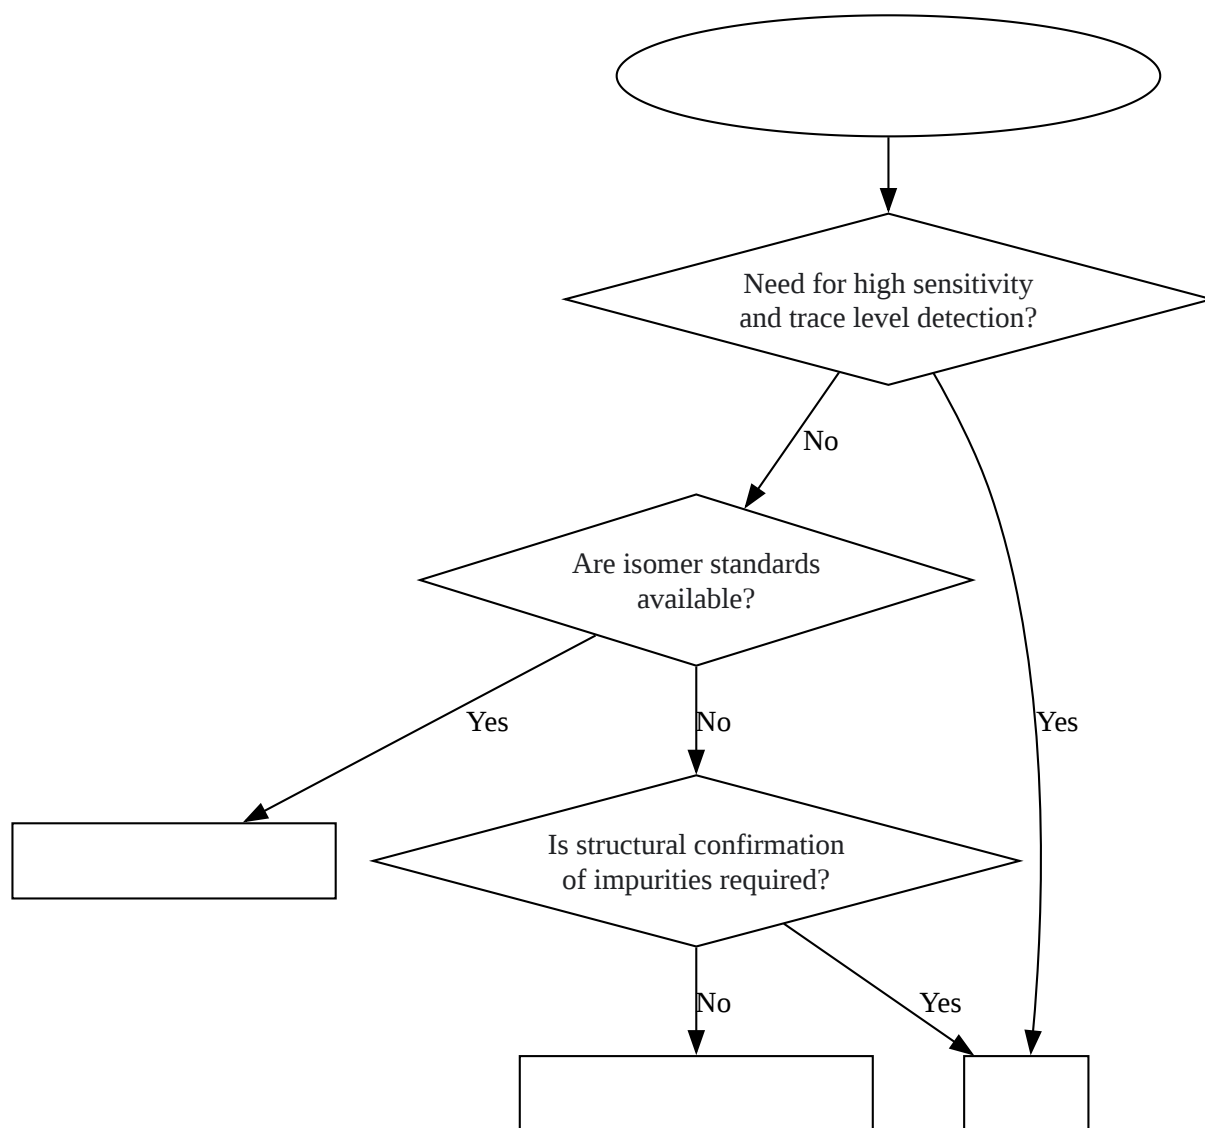 Need for high sensitivity
and trace level detection?
No
Are isomer standards
available?
Yes
No
Yes
Is structural confirmation
of impurities required?
No
Yes